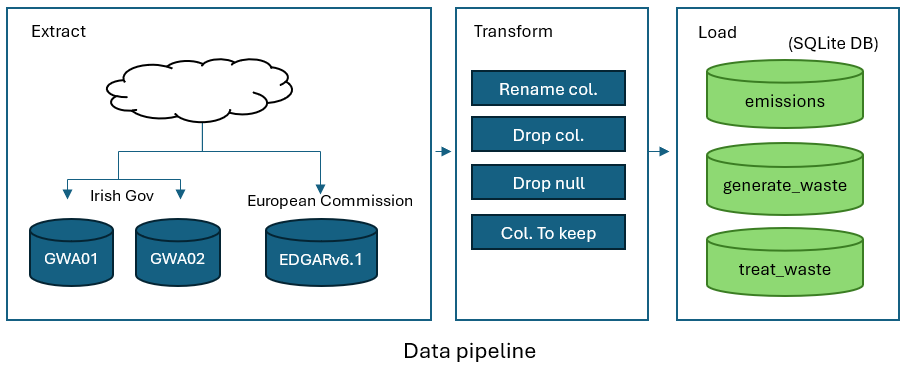 Extract
Irish Gov
European Commission
GWA01
GWA02
EDGARv6.1
Transform
Rename col.
Drop col.
Drop null
Col. To keep
Load
(SQLite DB)
emissions
generate_waste
treat_waste
Data pipeline